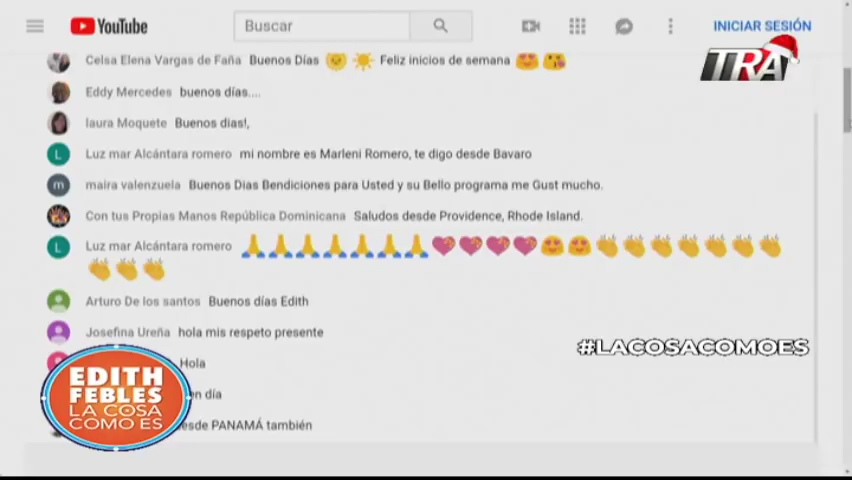 YouTube
Buscar
INICIAR SESIÓN
TRA
Celsa Elena Vargas de Faña Buenos Días Feliz inicios de semana
Eddy Mercedes buenos días....
laura Moquete Buenos dias!,
L Luz mar Alcántara romero mi nombre es Marleni Romero, te digo desde Bavaro
m maira valenzuela Buenos Dias Bendiciones para Usted y su Bello programa me Gust mucho.
Con tus Propias Manos República Dominicana Saludos desde Providence, Rhode Island.
L Luz mar Alcántara romero
Arturo De los santos Buenos días Edith
Josefina Ureña hola mis respeto presente
#LACOSACOMOES
Hola
en día
desde PANAMÁ también
EDITH
FEBLES
LA COSA
COMO ES